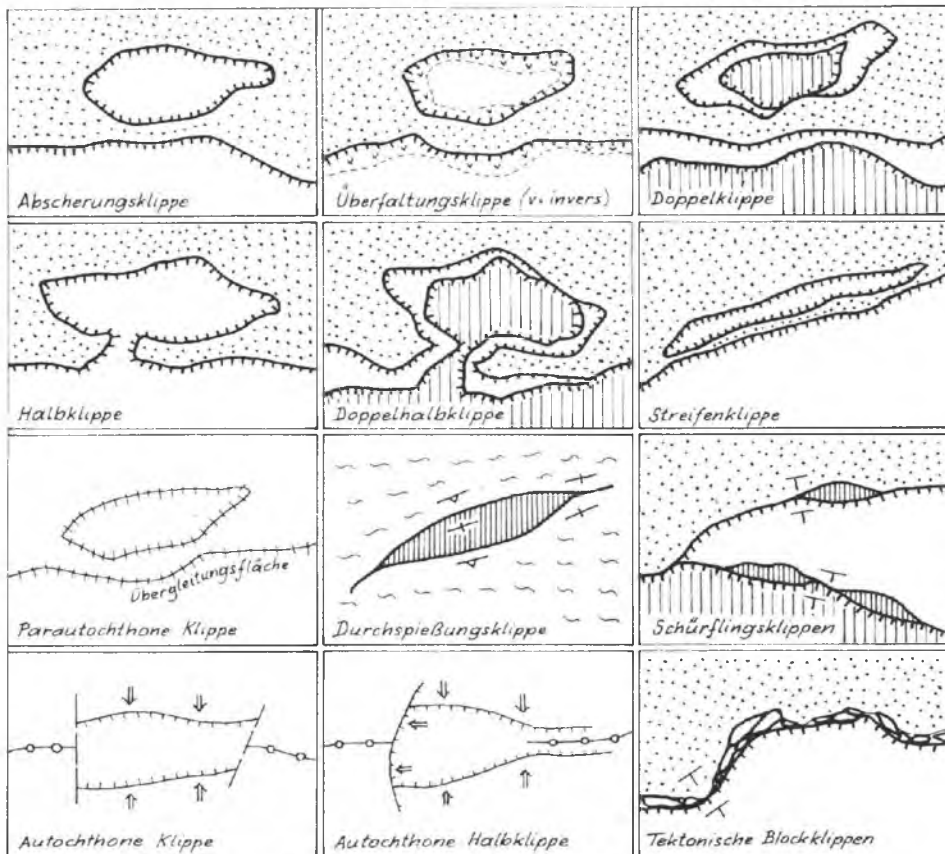 Abscherungsklippe
Überfaltungsklippe (v = invers)
Doppelklippe
Halbklippe
Doppelhalbklippe
Streifenklippe
Übergleitungsfläche
Parautochthone Klippe
Durchspießungsklippe
Schürflingsklippen
Autochthone Klippe
Autochthone Halbklippe
Tektonische Blockklippen